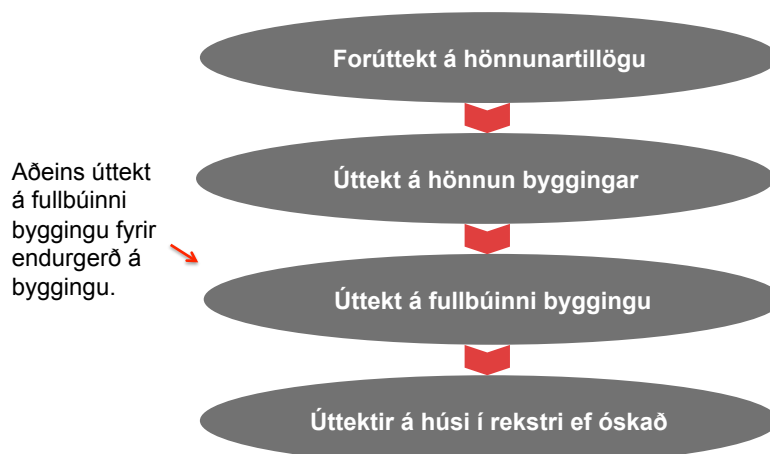 Forúttekt á hönnunartillögu
Úttekt á hönnun byggingar
Aðeins úttekt
á fullbúinni
byggingu fyrir
endurgerð á
byggingu.
Úttekt á fullbúinni byggingu
Úttektir á húsi í rekstri ef óskað